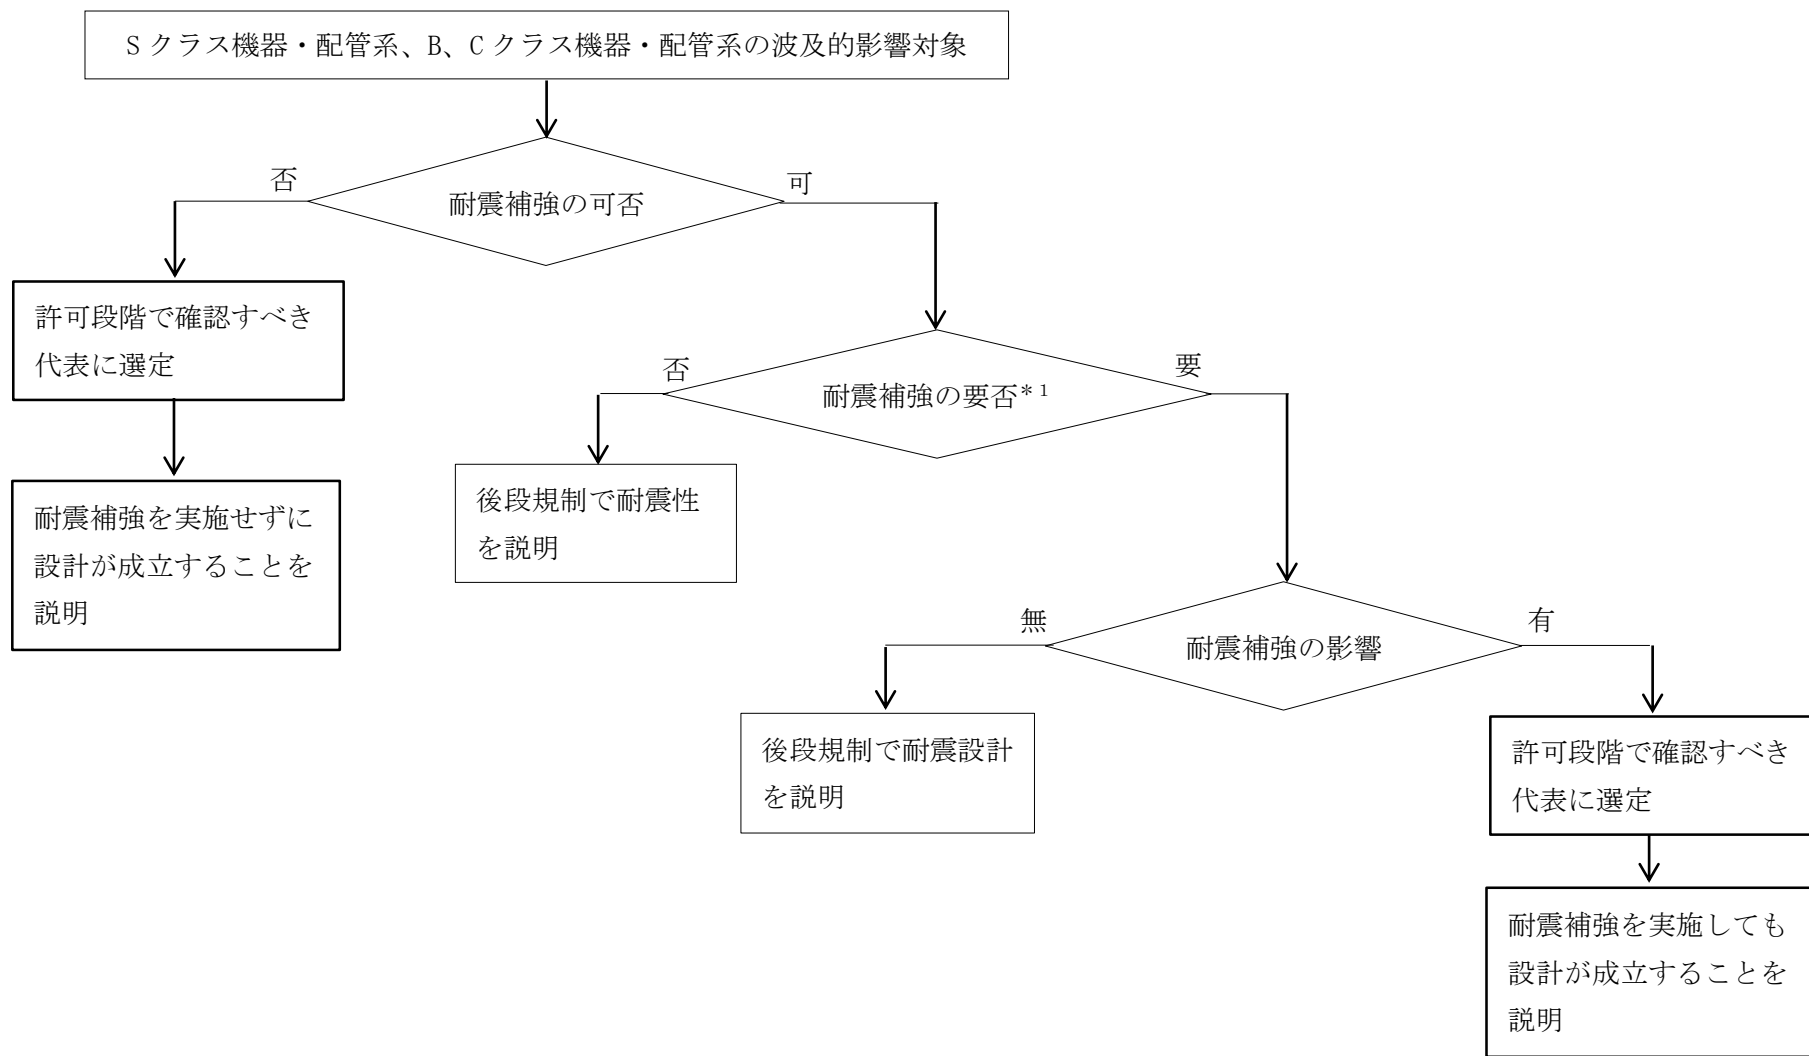 Sクラス機器・配管系、B、Cクラス機器・配管系の波及的影響対象
否
可
耐震補強の可否
許可段階で確認すべき
代表に選定
否
要
耐震補強の要否*1
耐震補強を実施せずに
設計が成立することを
説明
後段規制で耐震性
を説明
無
有
耐震補強の影響
後段規制で耐震設計
を説明
許可段階で確認すべき
代表に選定
耐震補強を実施しても
設計が成立することを
説明